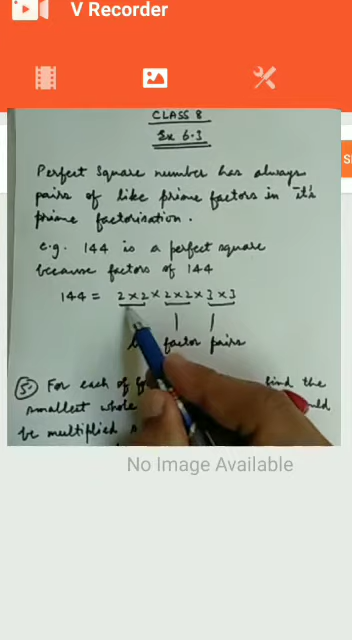 V Recorder
CLASS 8
Ex 6.3
Perfect Square number has always
pairs of like prime factors in it's
prime factorisation.
e.g. 144 is a perfect square
because factors of 144
144 = 2 × 2 × 2 × 2 × 3 × 3
factor pairs
5. For each of find the
smallest whole
be multiplied
No Image Available